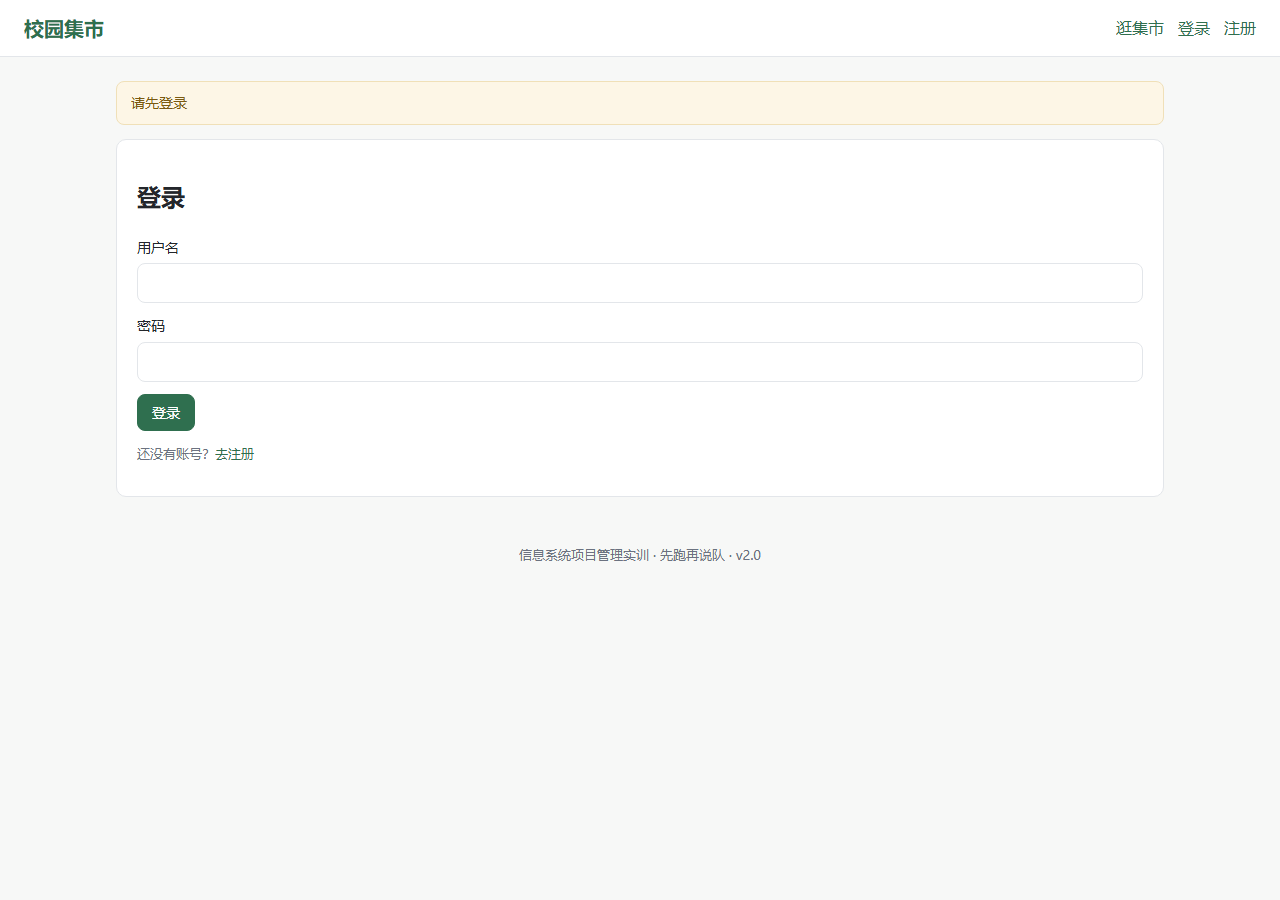 校园集市
逛集市 登录 注册
请先登录
登录
用户名
密码
登录
还没有账号？去注册
信息系统项目管理实训 · 先跑再说队 · v2.0